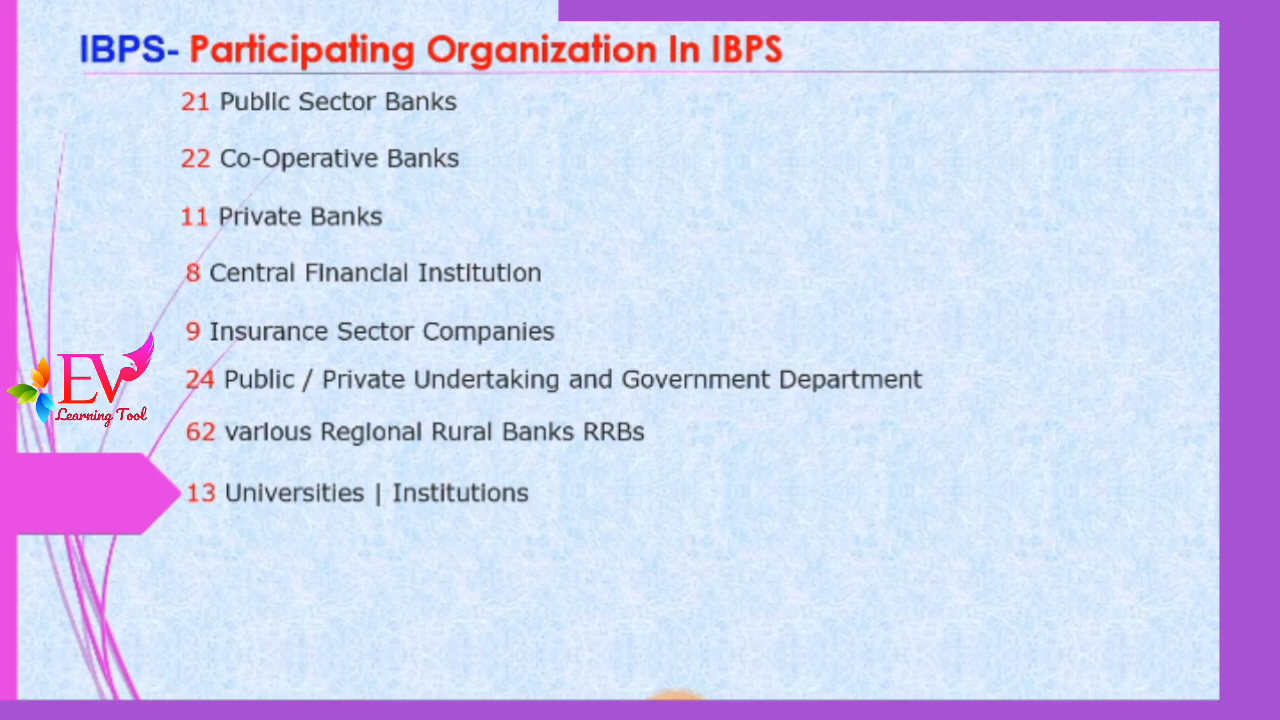 IBPS- Participating Organization In IBPS
21 Public Sector Banks
22 Co-Operative Banks
11 Private Banks
8 Central Financial Institution
9 Insurance Sector Companies
24 Public / Private Undertaking and Government Department
62 various Regional Rural Banks RRBs
13 Universities | Institutions
EV
Learning Tool